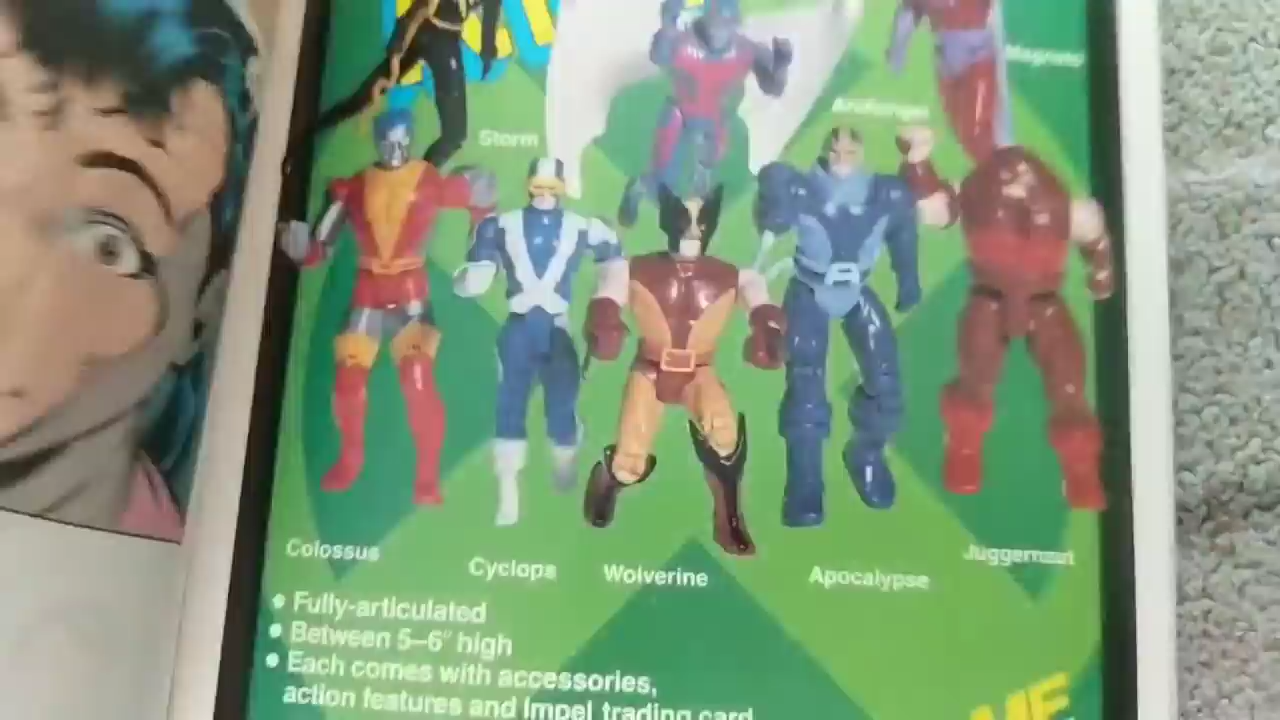 Magneto
Archangel
Storm
Colossus
Cyclops
Wolverine
Apocalypse
Juggernaut
• Fully-articulated
• Between 5–6" high
• Each comes with accessories,
action features and Impel trading card